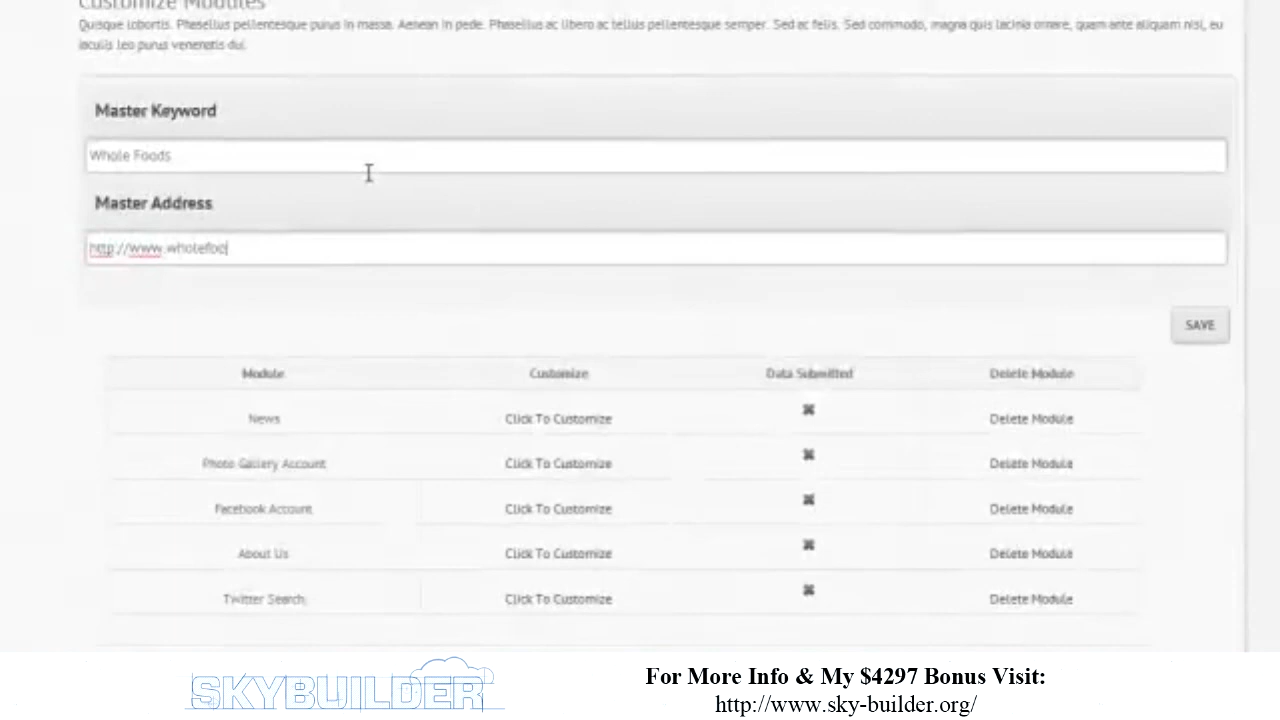 Customize Modules
Quisque lobortis. Phasellus pellentesque purus in massa. Aenean in pede. Phasellus ac libero ac tellus pellentesque semper. Sed ac felis. Sed commodo, magna quis lacinia ornare, quam ante aliquam nisi, eu
iaculis leo purus venenatis dui.
Master Keyword
Whole Foods
Master Address
http://www.wholefoo
SAVE
Module Customize Data Submitted Delete Module
News Click To Customize ✖ Delete Module
Photo Gallery Account Click To Customize ✖ Delete Module
Facebook Account Click To Customize ✖ Delete Module
About Us Click To Customize ✖ Delete Module
Twitter Search Click To Customize ✖ Delete Module
SKYBUILDER
For More Info & My $4297 Bonus Visit:
http://www.sky-builder.org/